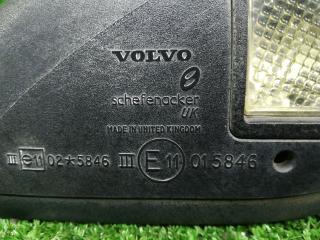 VOLVO
schefenacker
UK
MADE IN UNITED KINGDOM
III e11 02*5846 III E11 015846